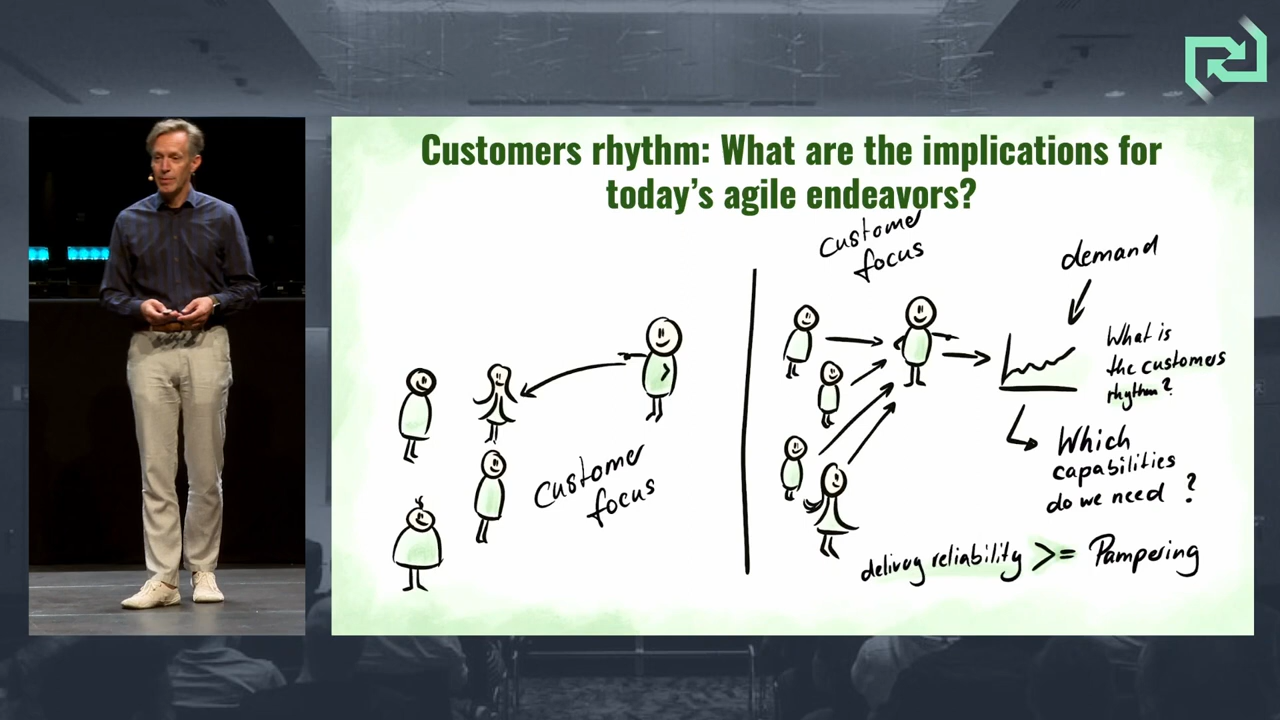 Customers rhythm: What are the implications for
today's agile endeavors?
customer
focus
customer
focus
demand
What is
the customers
rhythm?
Which
capabilities
do we need ?
delivery reliability >= Pampering